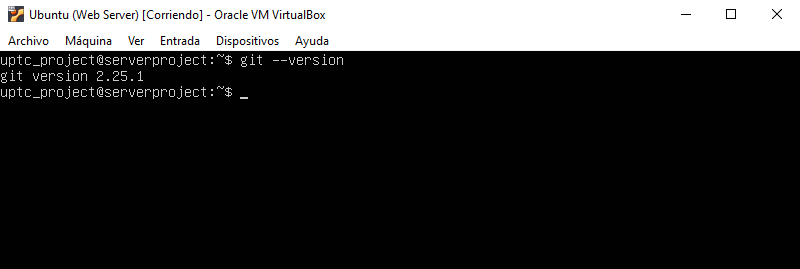 Ubuntu (Web Server) [Corriendo] - Oracle VM VirtualBox
Archivo Máquina Ver Entrada Dispositivos Ayuda
uptc_project@serverproject:~$ git --version
git version 2.25.1
uptc_project@serverproject:~$ _